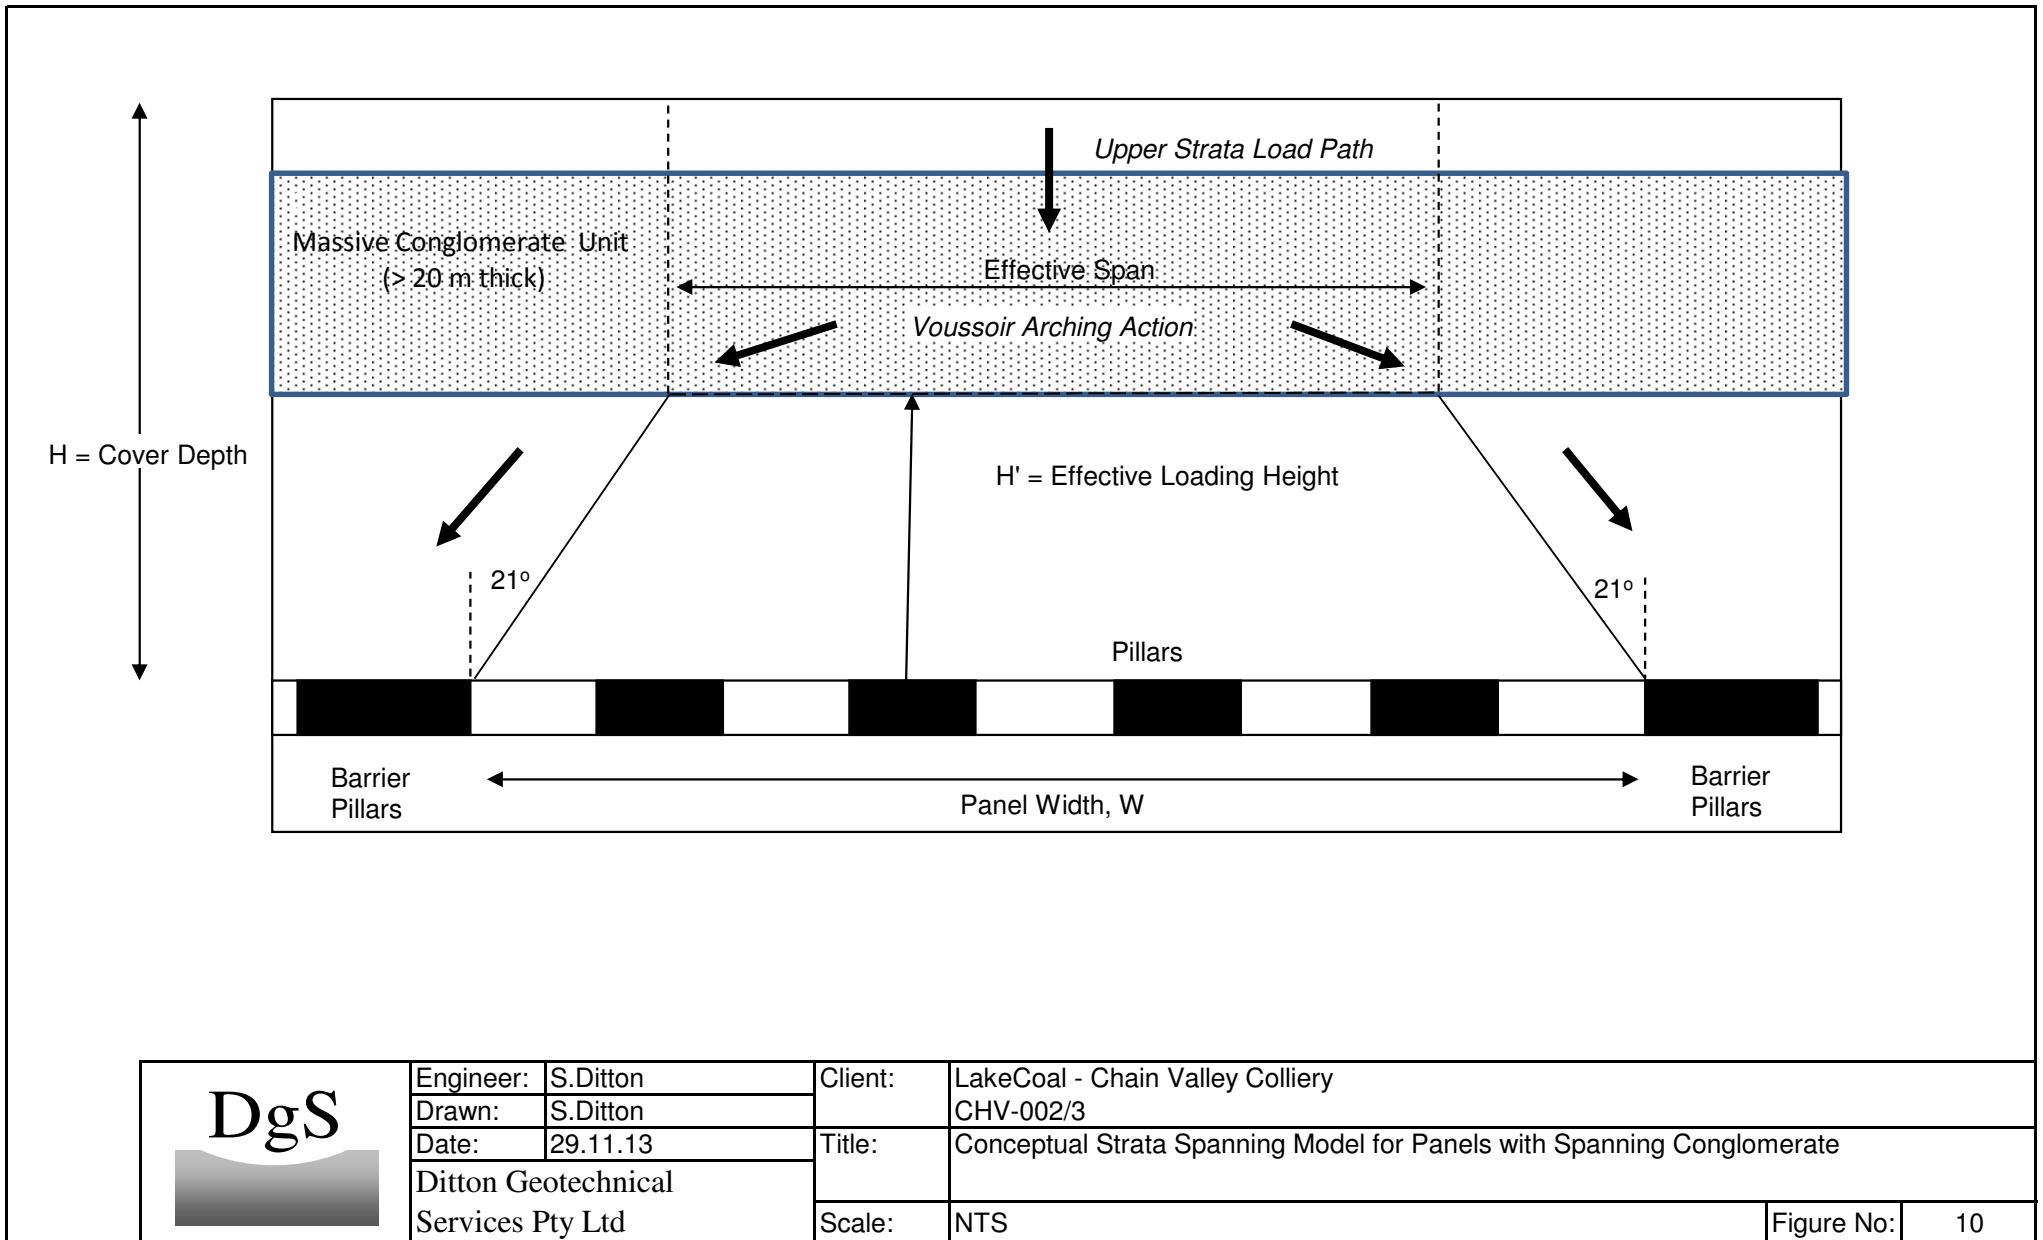 Upper Strata Load Path
Massive Conglomerate Unit
(> 20 m thick)
Effective Span
Voussoir Arching Action
H = Cover Depth
H' = Effective Loading Height
21º
21º
Pillars
Barrier
Pillars
Panel Width, W
Barrier
Pillars
DgS
Engineer: S.Ditton
Drawn: S.Ditton
Date: 29.11.13
Ditton Geotechnical
Services Pty Ltd
Client: LakeCoal - Chain Valley Colliery
CHV-002/3
Title: Conceptual Strata Spanning Model for Panels with Spanning Conglomerate
Scale: NTS
Figure No: 10